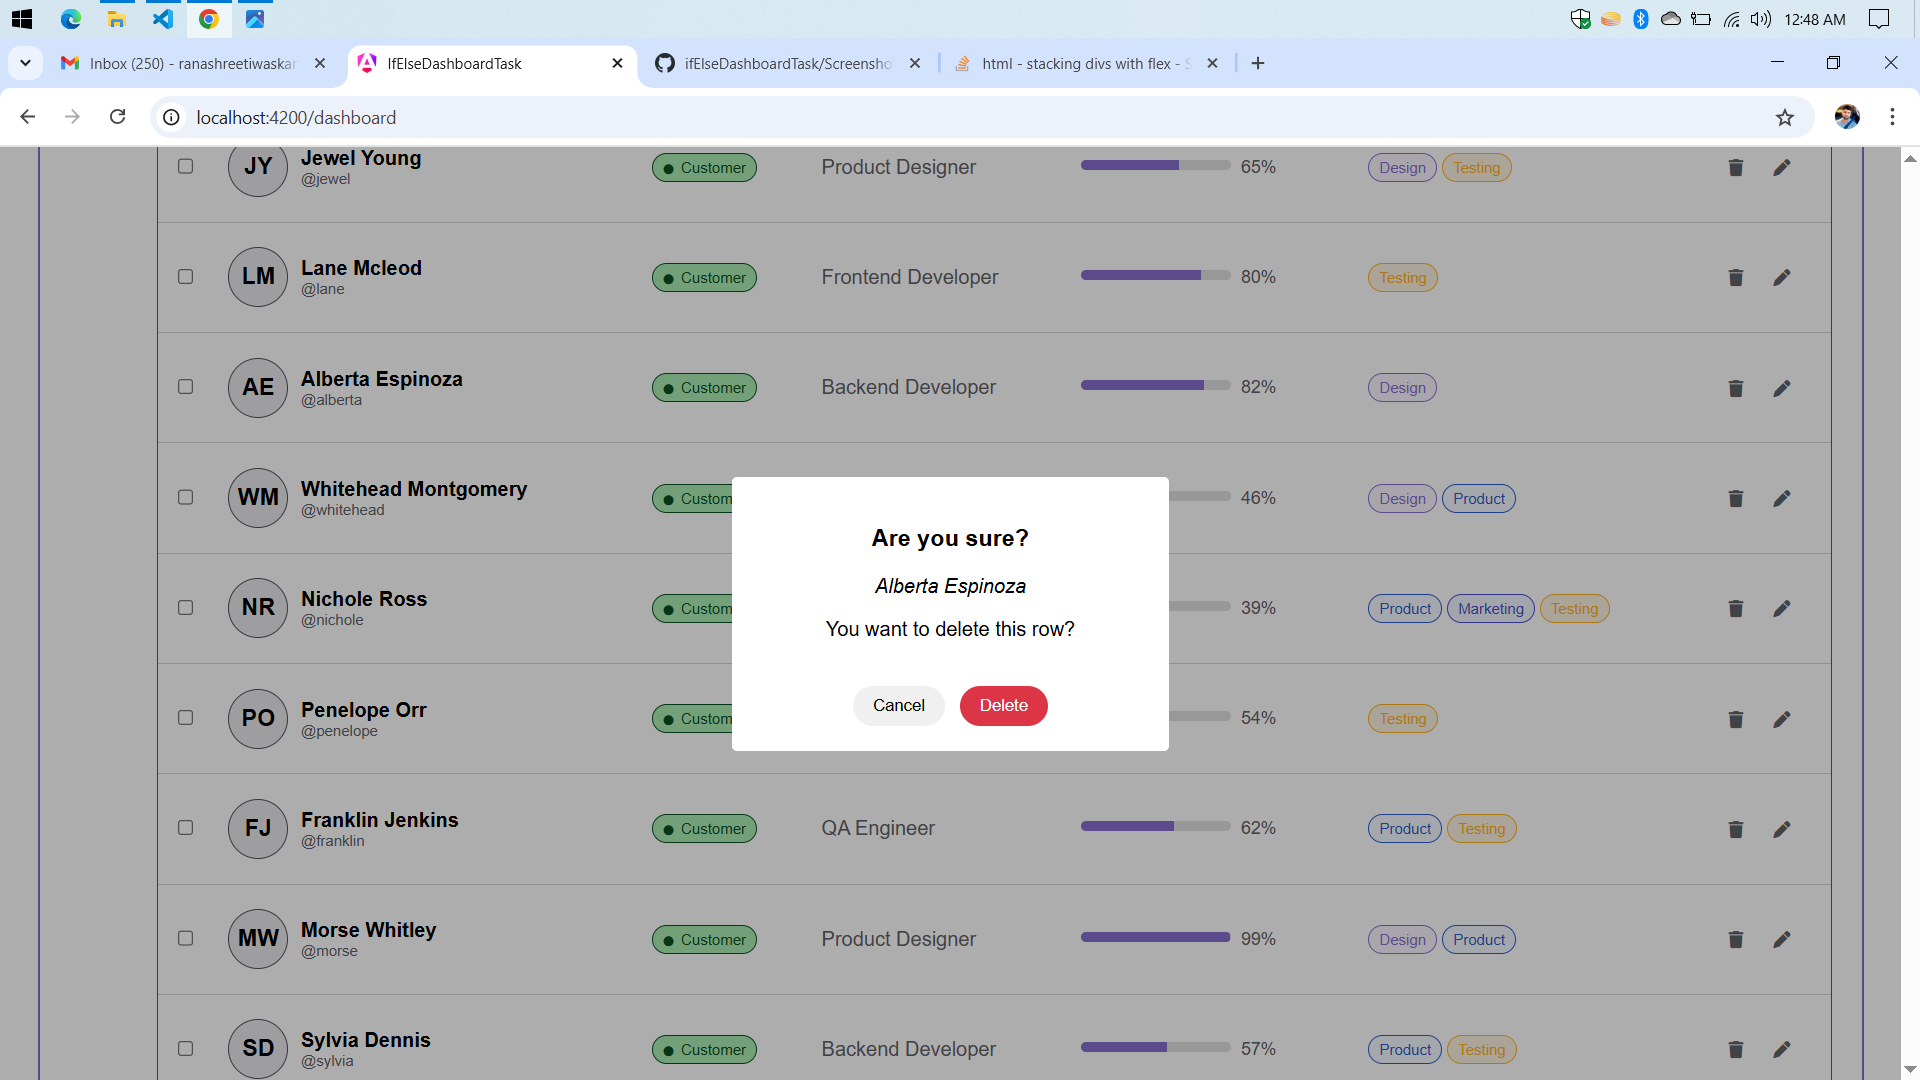 12:48 AM
Inbox (250) - ranashreetiwaskar
IfElseDashboardTask
ifElseDashboardTask/Screensho
html - stacking divs with flex - S
localhost:4200/dashboard
JY Jewel Young Customer Product Designer 65% Design Testing
@jewel
LM Lane Mcleod Customer Frontend Developer 80% Testing
@lane
AE Alberta Espinoza Customer Backend Developer 82% Design
@alberta
WM Whitehead Montgomery Custom 46% Design Product
@whitehead
NR Nichole Ross Custom 39% Product Marketing Testing
@nichole
PO Penelope Orr Custom 54% Testing
@penelope
Are you sure?
Alberta Espinoza
You want to delete this row?
Cancel Delete
FJ Franklin Jenkins Customer QA Engineer 62% Product Testing
@franklin
MW Morse Whitley Customer Product Designer 99% Design Product
@morse
SD Sylvia Dennis Customer Backend Developer 57% Product Testing
@sylvia